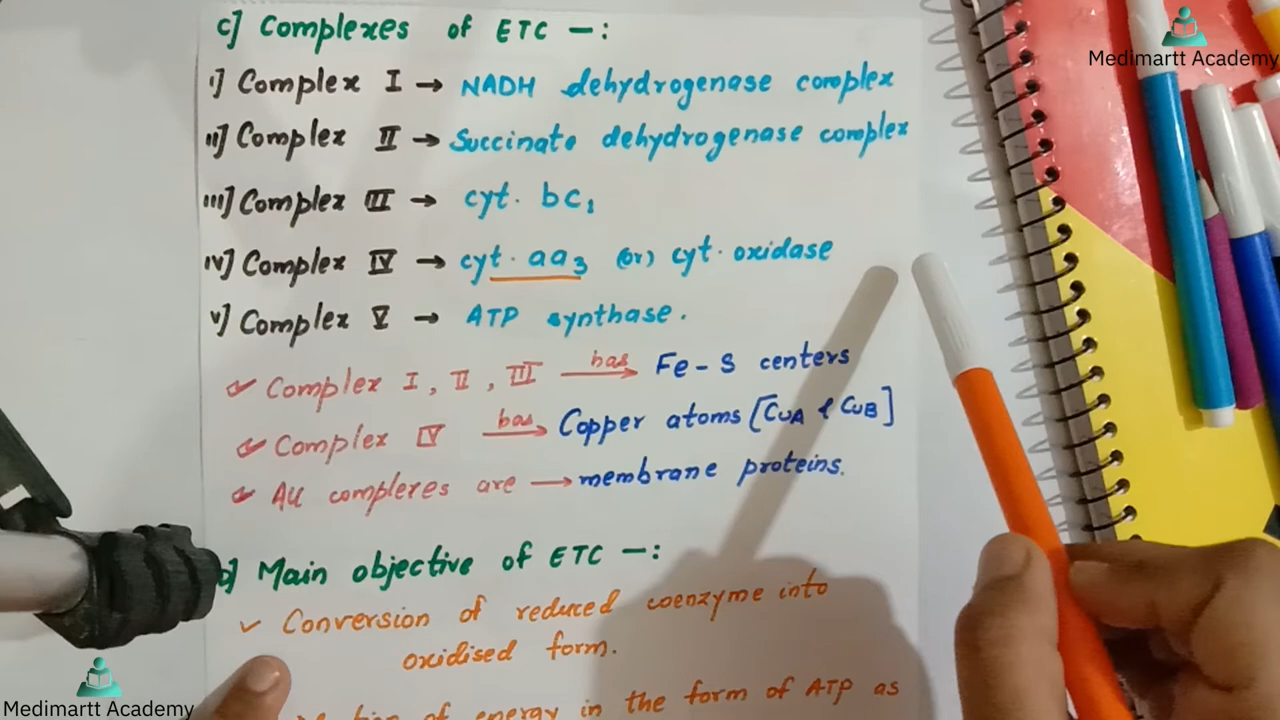 c] Complexes of ETC -:
i] Complex I → NADH dehydrogenase complex
ii] Complex II → Succinate dehydrogenase complex
iii] Complex III → cyt. bc₁
iv] Complex IV → cyt. aa₃ (or) cyt. oxidase
v] Complex V → ATP synthase.
✓ Complex I, II, III has → Fe-S centers
✓ Complex IV has → Copper atoms [CuA & CuB]
✓ All complexes are → membrane proteins.
D] Main objective of ETC -:
✓ Conversion of reduced coenzyme into
oxidised form.
of energy in the form of ATP as
Medimartt Academy
Medimartt Academy